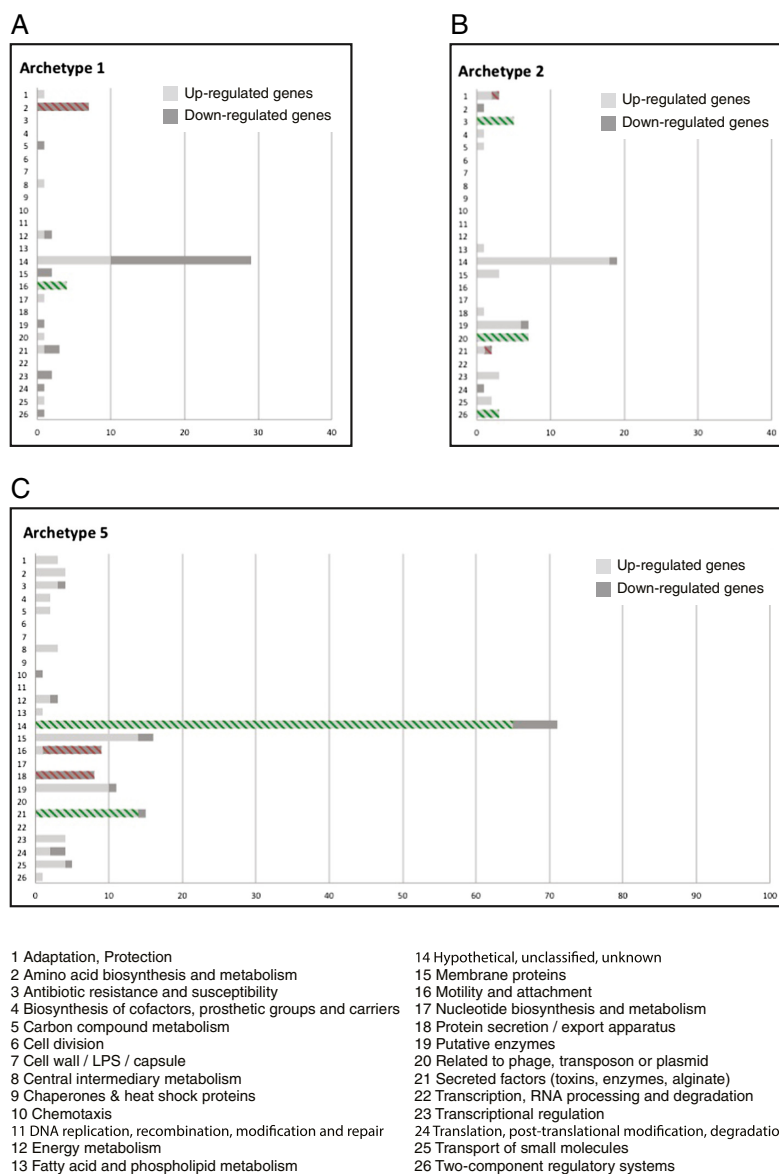 A
Archetype 1
Up-regulated genes
Down-regulated genes
1
2
3
4
5
6
7
8
9
10
11
12
13
14
15
16
17
18
19
20
21
22
23
24
25
26
0 10 20 30 40
B
Archetype 2
Up-regulated genes
Down-regulated genes
1
2
3
4
5
6
7
8
9
10
11
12
13
14
15
16
17
18
19
20
21
22
23
24
25
26
0 10 20 30 40
C
Archetype 5
Up-regulated genes
Down-regulated genes
1
2
3
4
5
6
7
8
9
10
11
12
13
14
15
16
17
18
19
20
21
22
23
24
25
26
0 10 20 30 40 50 60 70 80 90 100
1 Adaptation, Protection
2 Amino acid biosynthesis and metabolism
3 Antibiotic resistance and susceptibility
4 Biosynthesis of cofactors, prosthetic groups and carriers
5 Carbon compound metabolism
6 Cell division
7 Cell wall / LPS / capsule
8 Central intermediary metabolism
9 Chaperones & heat shock proteins
10 Chemotaxis
11 DNA replication, recombination, modification and repair
12 Energy metabolism
13 Fatty acid and phospholipid metabolism
14 Hypothetical, unclassified, unknown
15 Membrane proteins
16 Motility and attachment
17 Nucleotide biosynthesis and metabolism
18 Protein secretion / export apparatus
19 Putative enzymes
20 Related to phage, transposon or plasmid
21 Secreted factors (toxins, enzymes, alginate)
22 Transcription, RNA processing and degradation
23 Transcriptional regulation
24 Translation, post-translational modification, degradatio
25 Transport of small molecules
26 Two-component regulatory systems